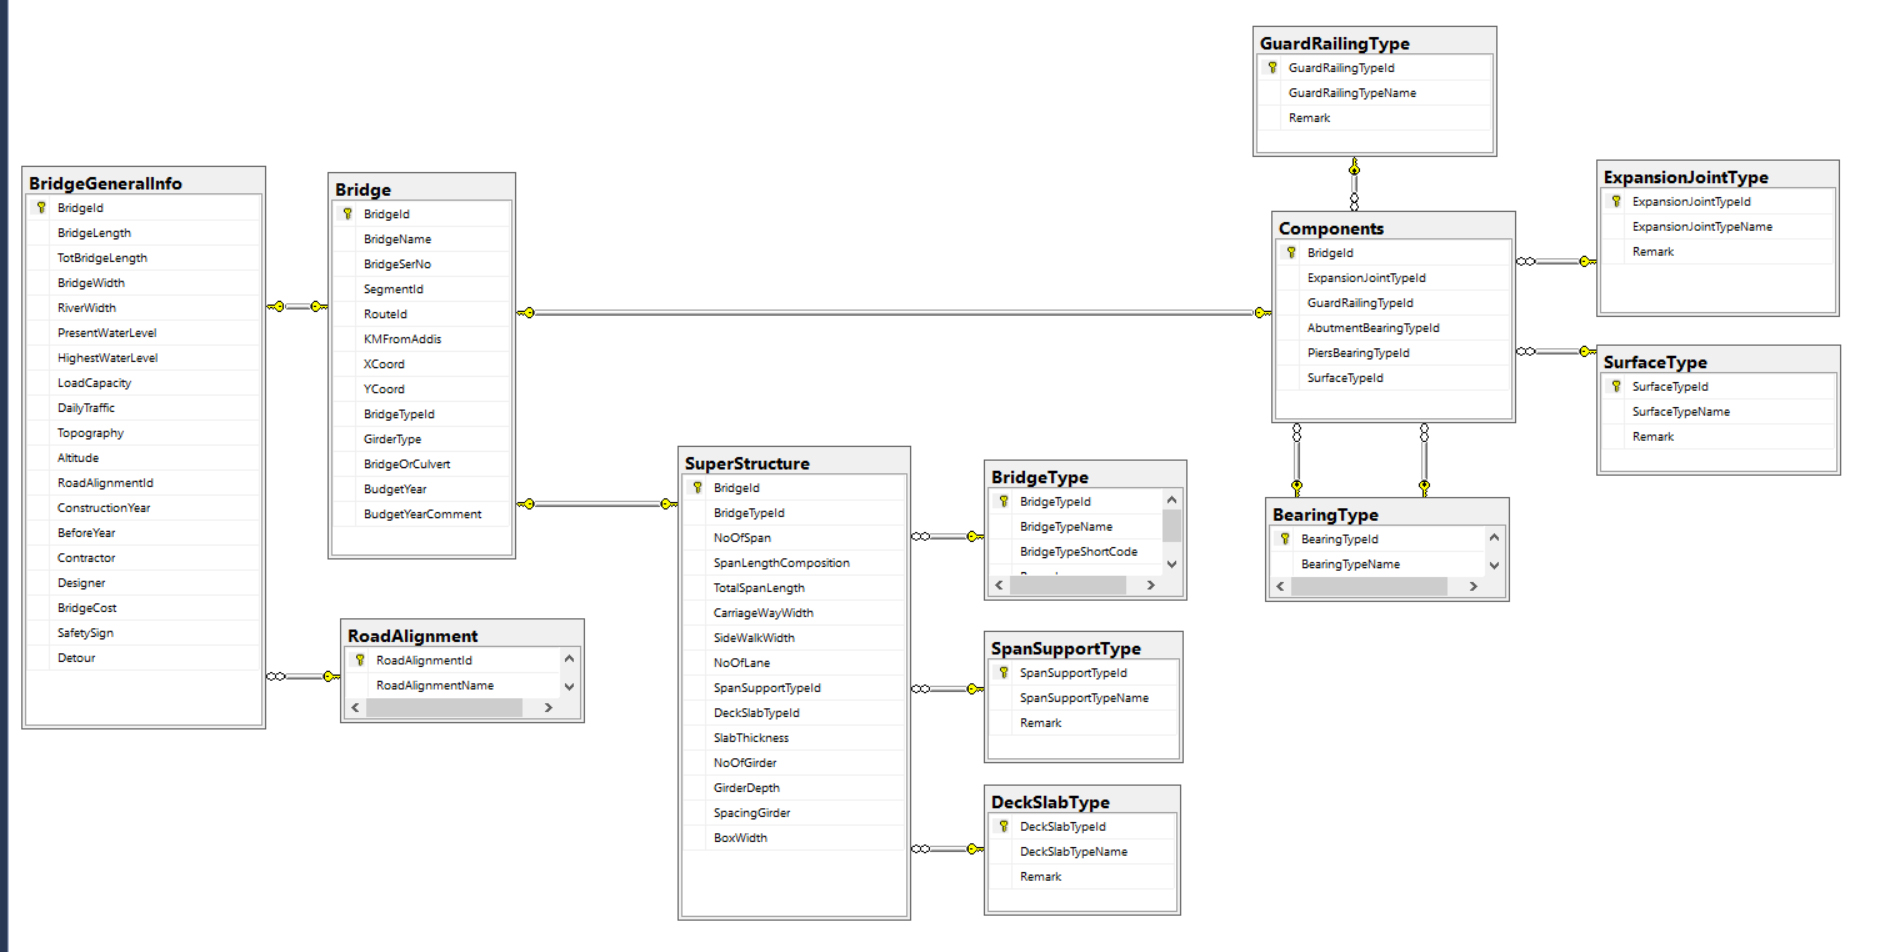 BridgeGeneralInfo
BridgeId
BridgeLength
TotBridgeLength
BridgeWidth
RiverWidth
PresentWaterLevel
HighestWaterLevel
LoadCapacity
DailyTraffic
Topography
Altitude
RoadAlignmentId
ConstructionYear
BeforeYear
Contractor
Designer
BridgeCost
SafetySign
Detour
Bridge
BridgeId
BridgeName
BridgeSerNo
SegmentId
RouteId
KMFromAddis
XCoord
YCoord
BridgeTypeId
GirderType
BridgeOrCulvert
BudgetYear
BudgetYearComment
RoadAlignment
RoadAlignmentId
RoadAlignmentName
SuperStructure
BridgeId
BridgeTypeId
NoOfSpan
SpanLengthComposition
TotalSpanLength
CarriageWayWidth
SideWalkWidth
NoOfLane
SpanSupportTypeId
DeckSlabTypeId
SlabThickness
NoOfGirder
GirderDepth
SpacingGirder
BoxWidth
BridgeType
BridgeTypeId
BridgeTypeName
BridgeTypeShortCode
SpanSupportType
SpanSupportTypeId
SpanSupportTypeName
Remark
DeckSlabType
DeckSlabTypeId
DeckSlabTypeName
Remark
GuardRailingType
GuardRailingTypeId
GuardRailingTypeName
Remark
Components
BridgeId
ExpansionJointTypeId
GuardRailingTypeId
AbutmentBearingTypeId
PiersBearingTypeId
SurfaceTypeId
BearingType
BearingTypeId
BearingTypeName
ExpansionJointType
ExpansionJointTypeId
ExpansionJointTypeName
Remark
SurfaceType
SurfaceTypeId
SurfaceTypeName
Remark